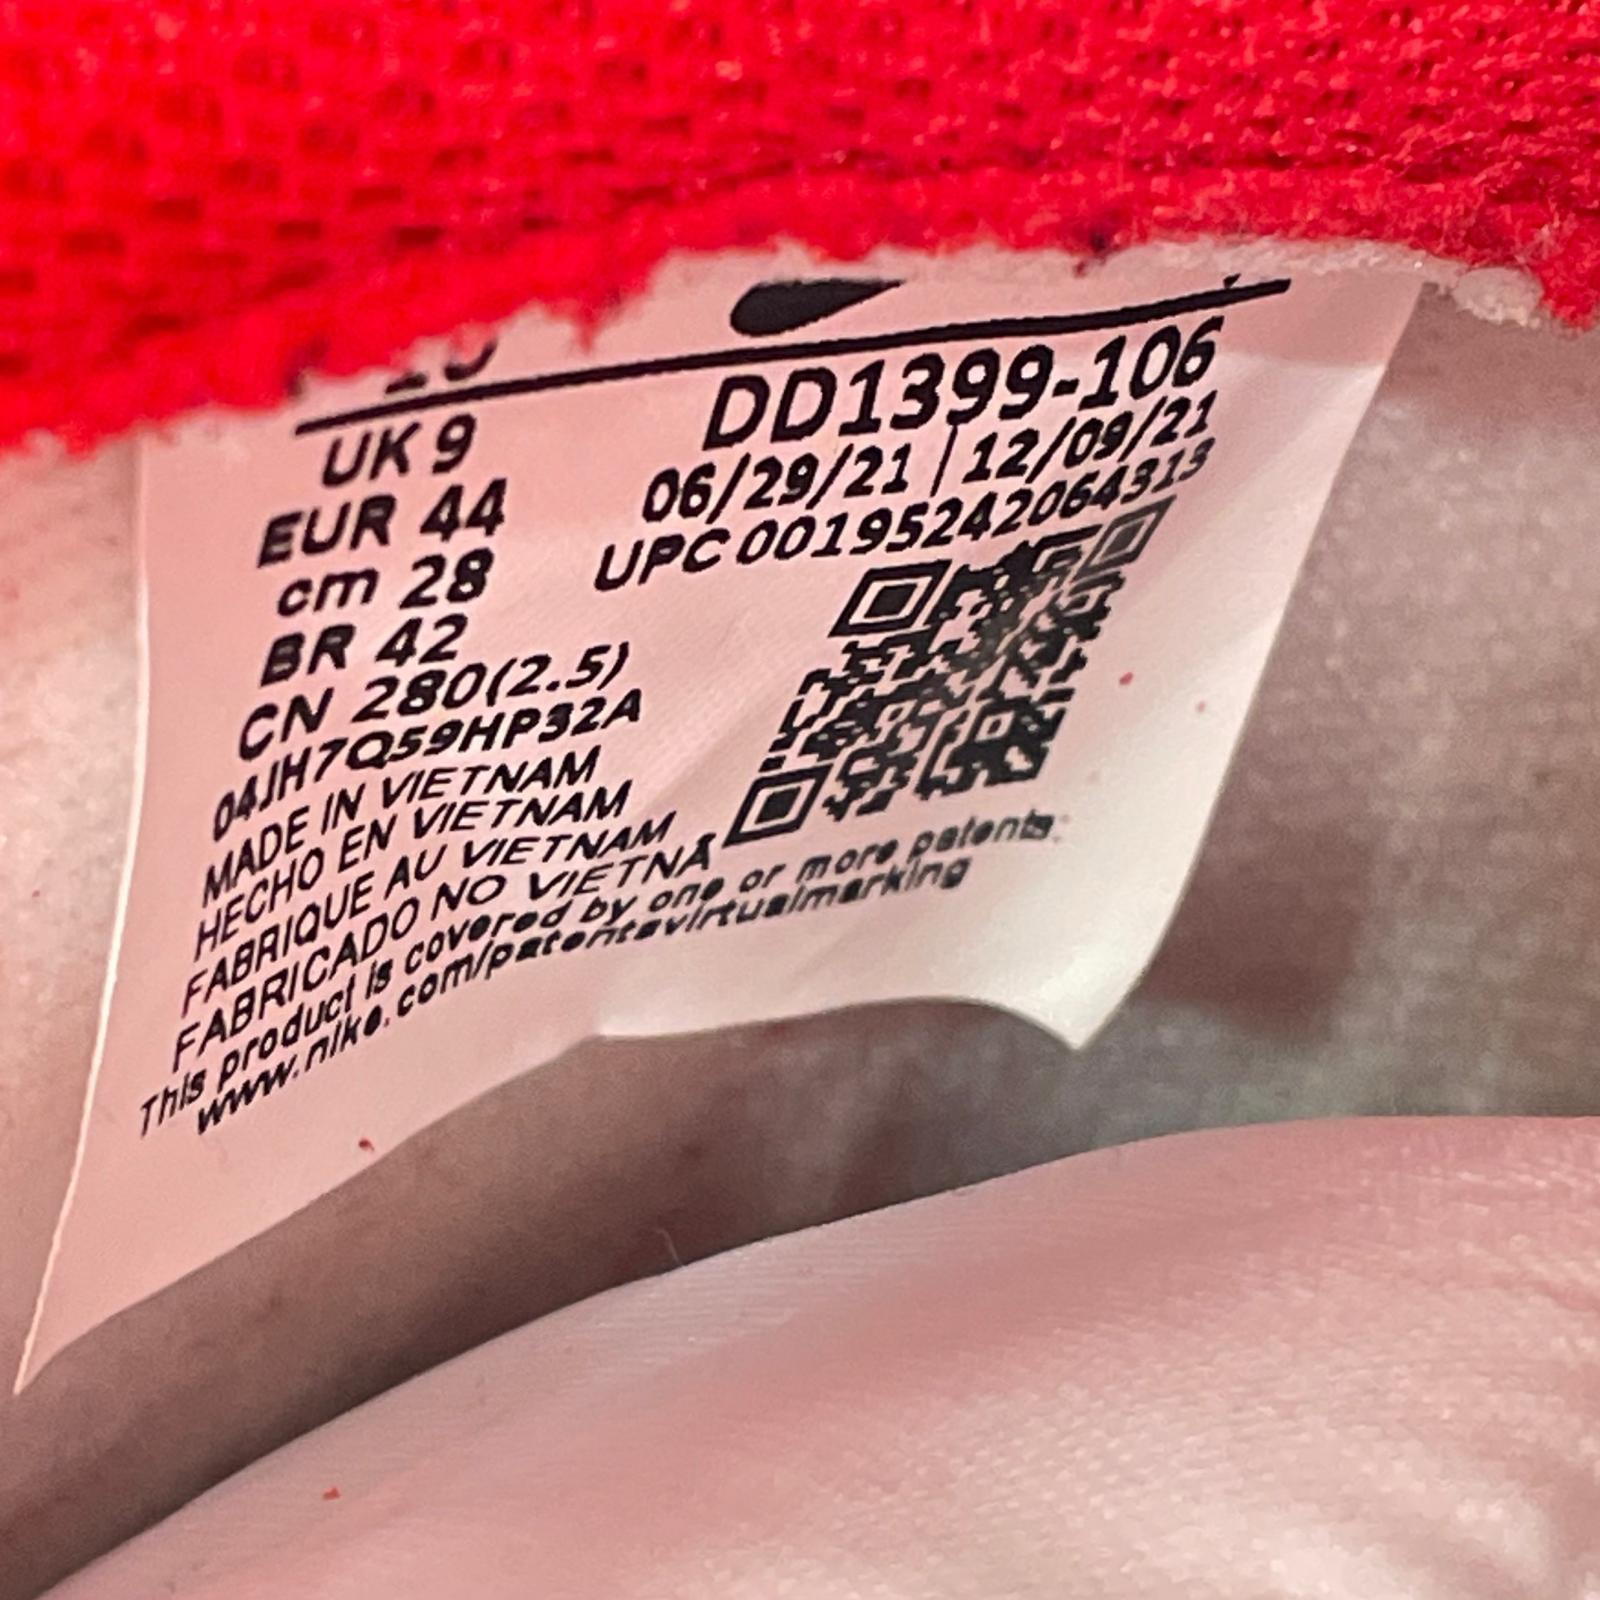 UK 9
EUR 44
cm 28
BR 42
CN 280(2.5)
04JH7Q59HP32A
MADE IN VIETNAM
HECHO EN VIETNAM
FABRIQUE AU VIETNAM
FABRICADO NO VIETNÃ
This product is covered by one or more patents:
www.nike.com/patentsvirtualmarking
DD1399-106
06/29/21 | 12/09/21
UPC 00195242064313